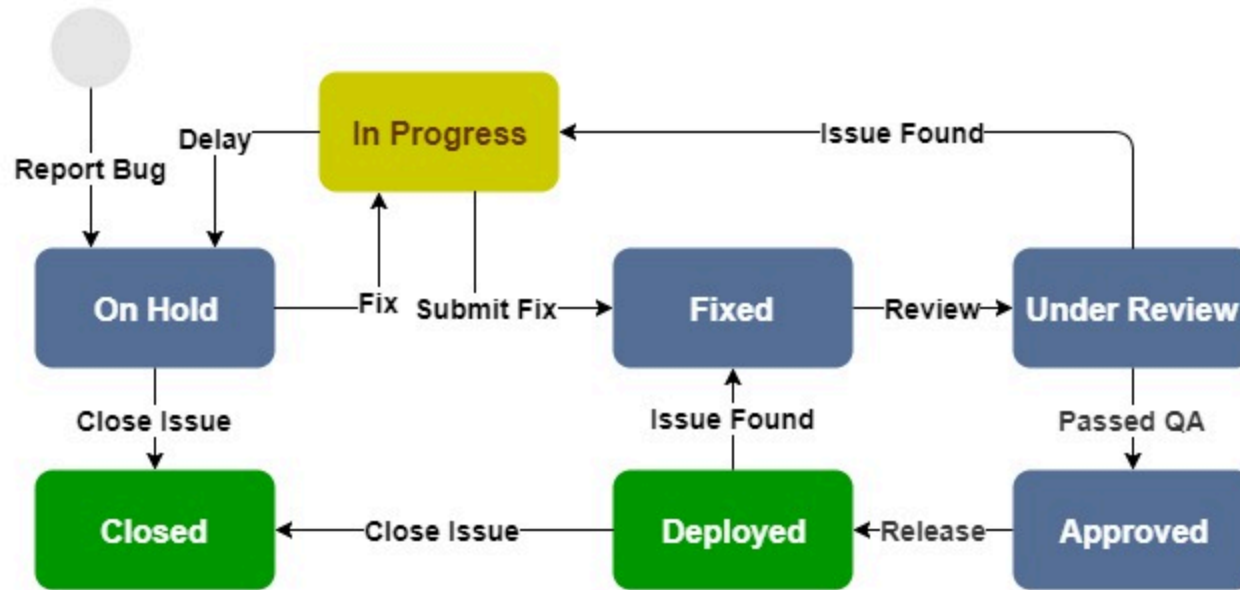 In Progress
Issue Found
Delay
Report Bug
On Hold
Fix
Submit Fix
Fixed
Review
Under Review
Close Issue
Issue Found
Passed QA
Closed
Close Issue
Deployed
Release
Approved